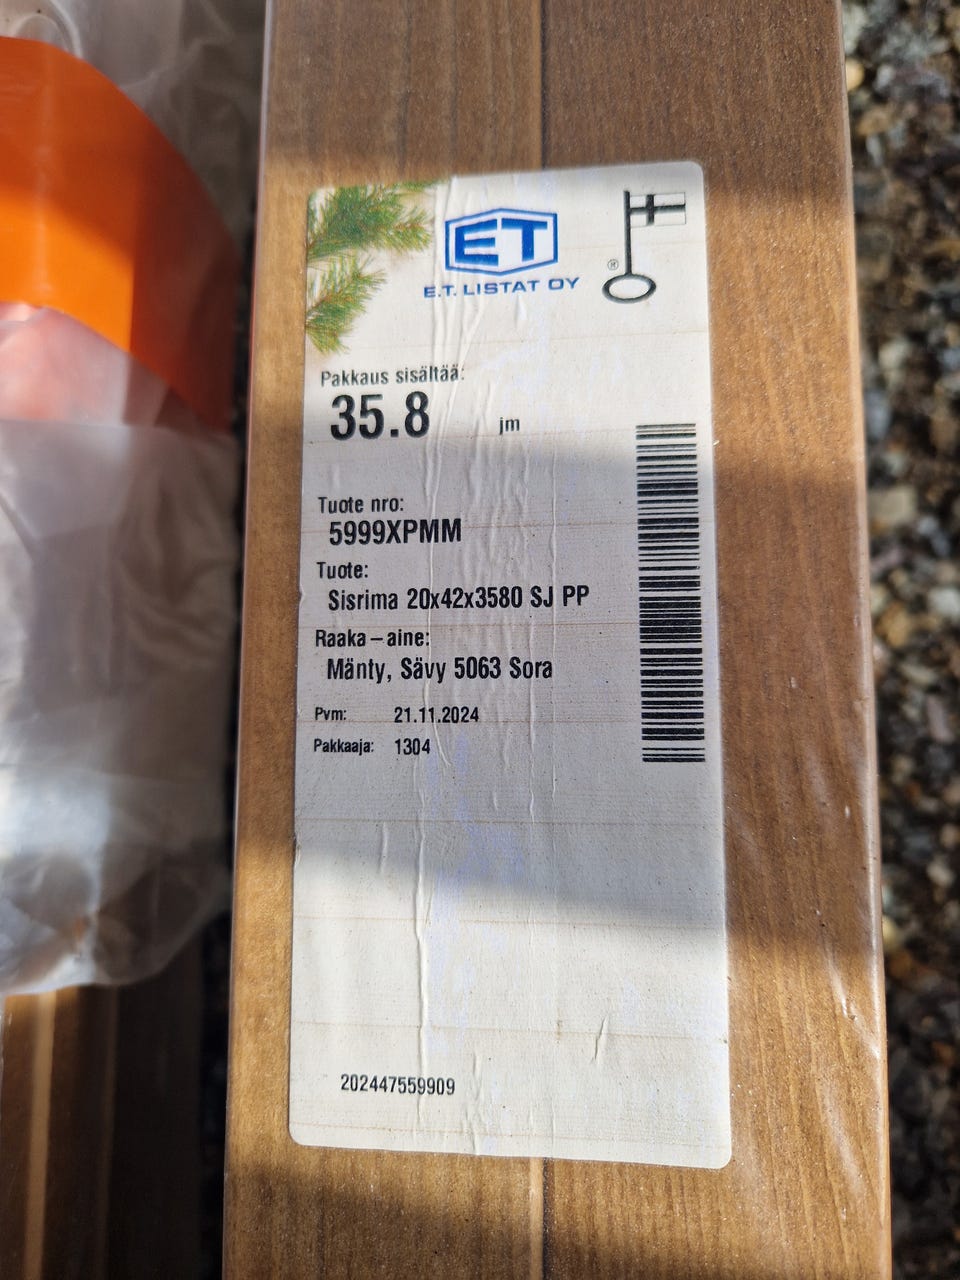 ET
E.T. LISTAT OY
®
Pakkaus sisältää:
35.8 jm
Tuote nro:
5999XPMM
Tuote:
Sisrima 20x42x3580 SJ PP
Raaka-aine:
Mänty, Sävy 5063 Sora
Pvm: 21.11.2024
Pakkaaja: 1304
202447559909